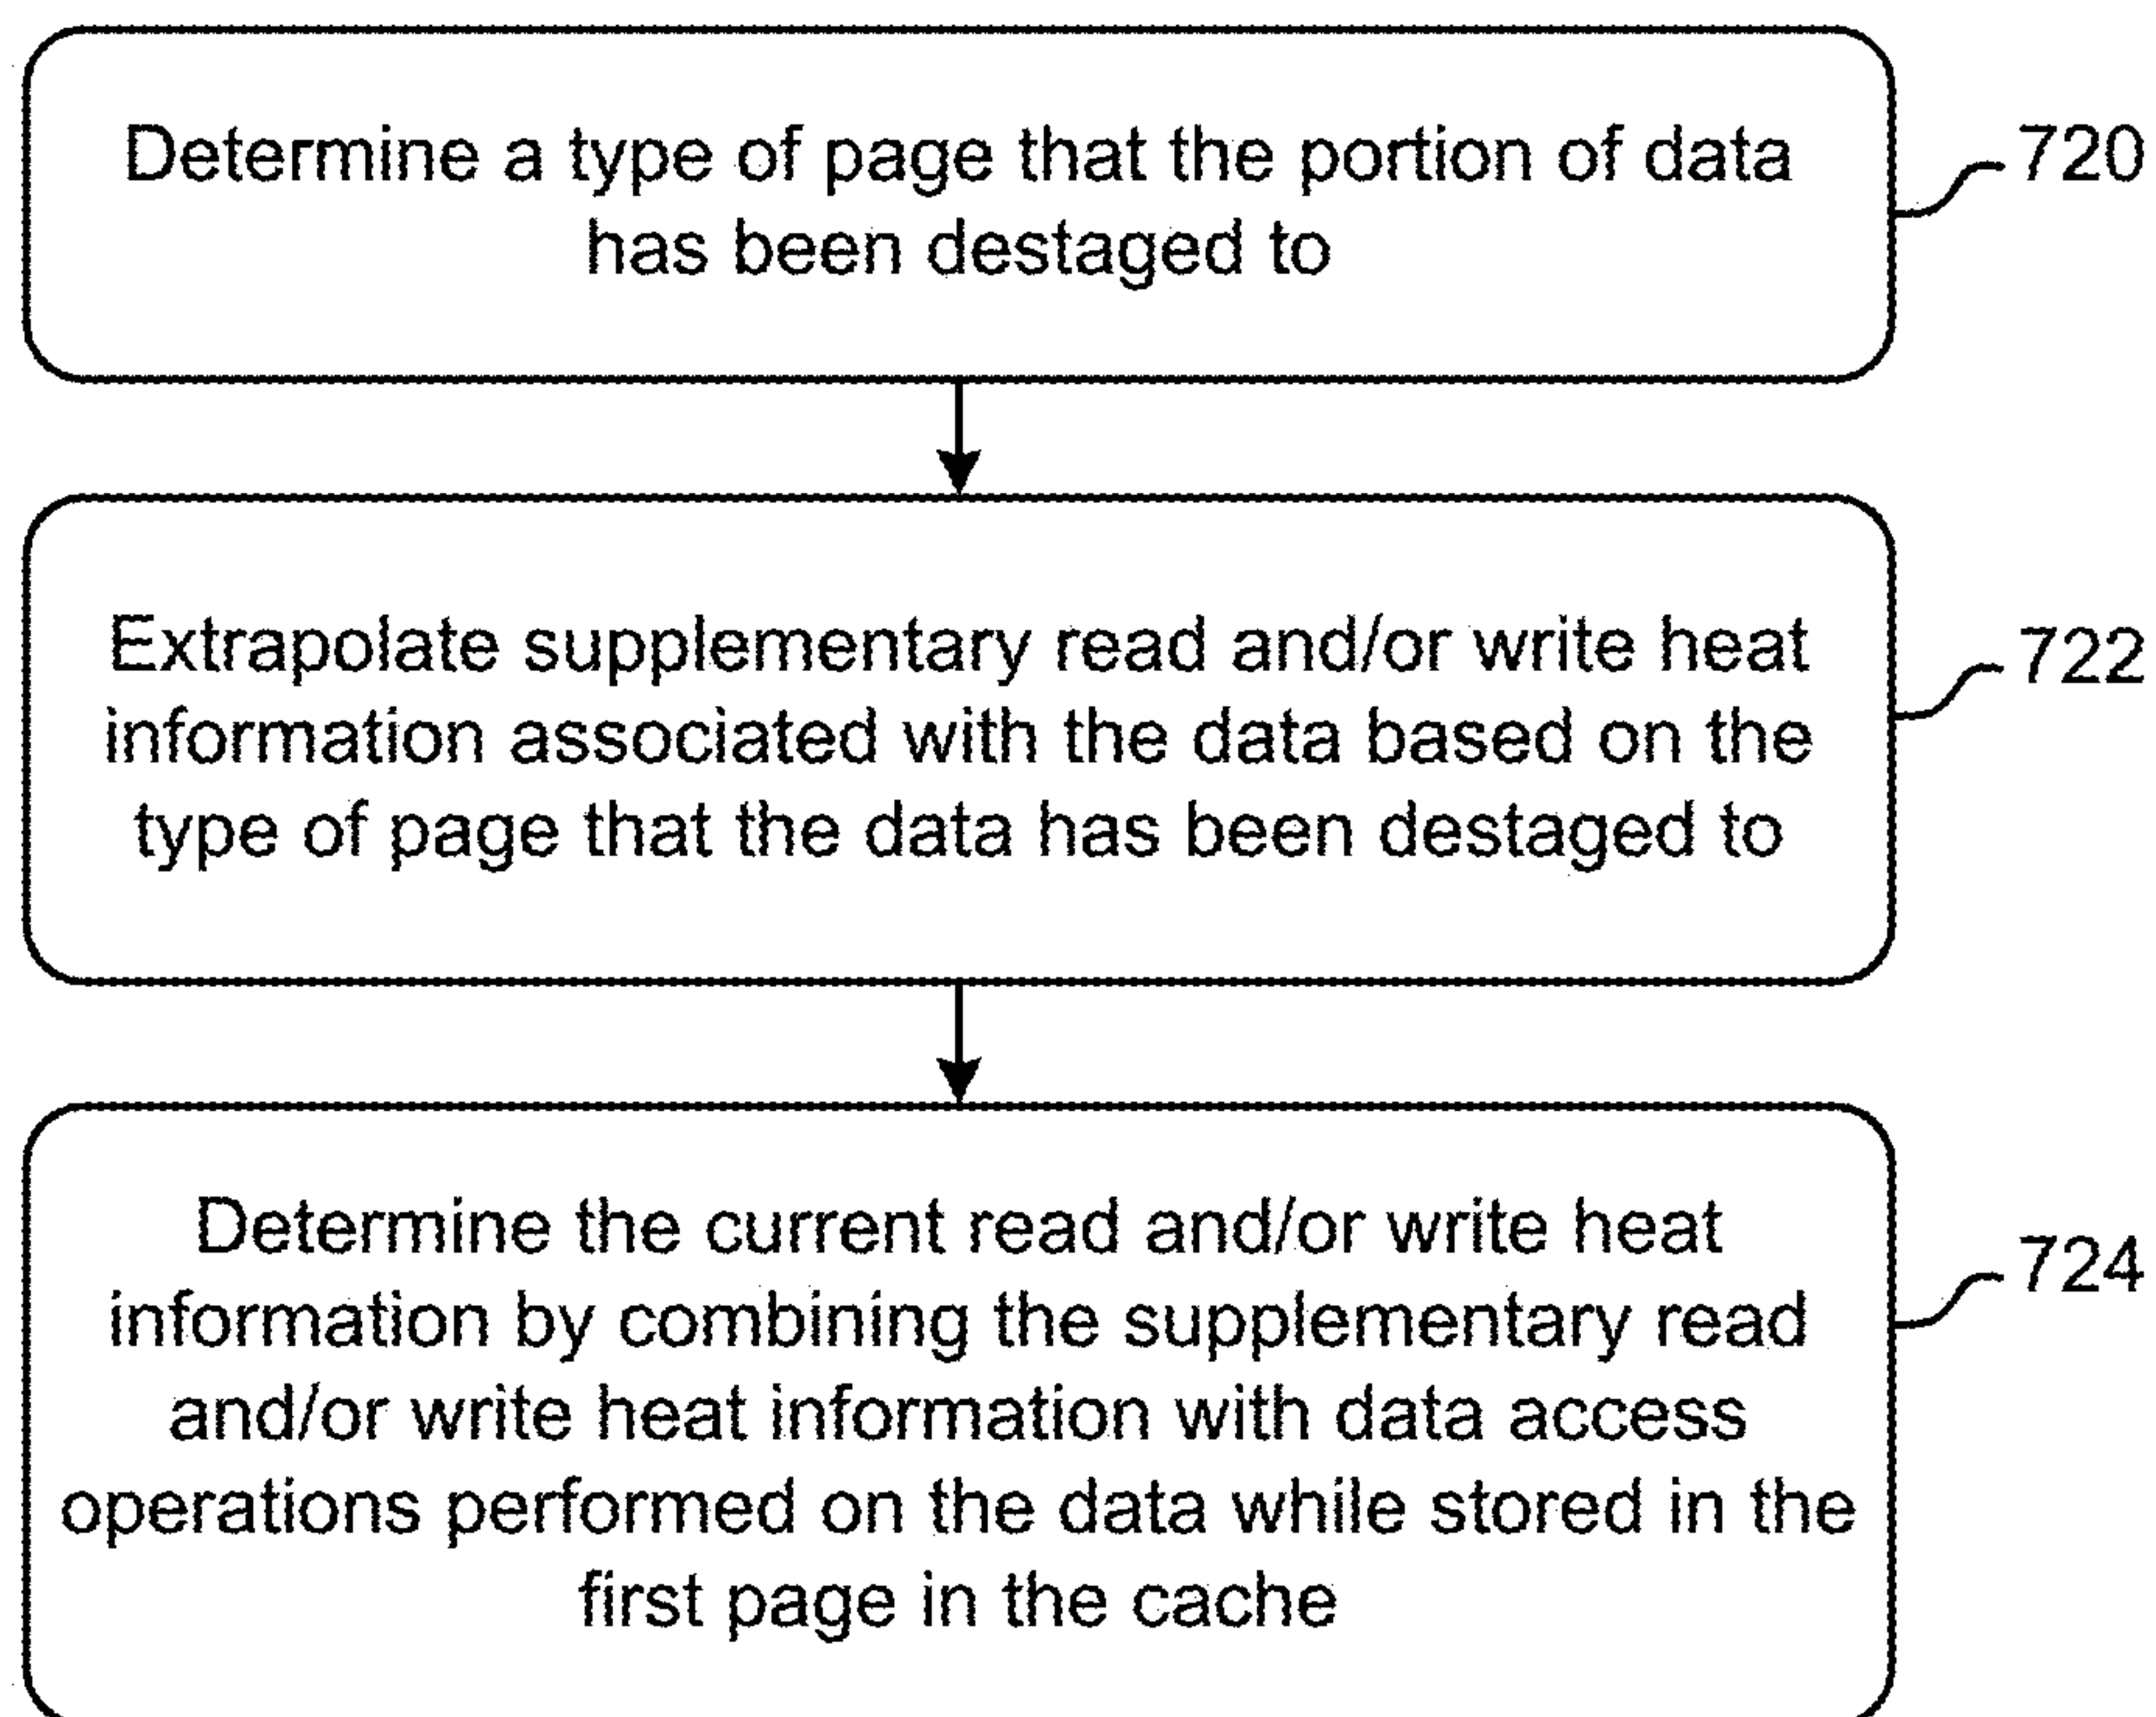 Determine a type of page that the portion of data
has been destaged to
720
Extrapolate supplementary read and/or write heat
information associated with the data based on the
type of page that the data has been destaged to
722
Determine the current read and/or write heat
information by combining the supplementary read
and/or write heat information with data access
operations performed on the data while stored in the
first page in the cache
724